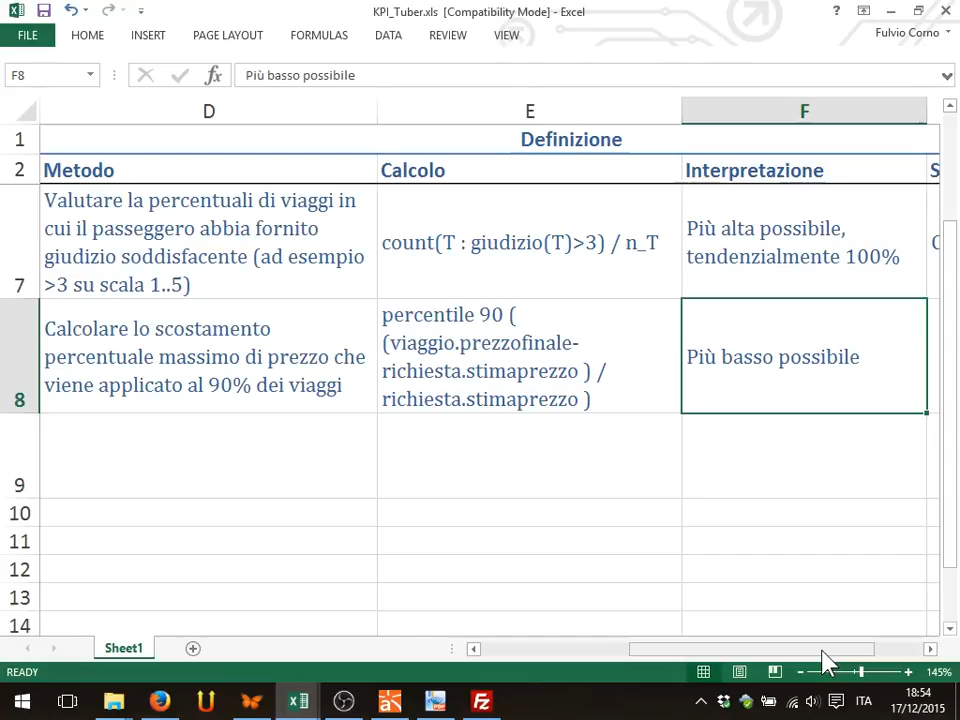 KPI_Tuber.xls [Compatibility Mode] - Excel
?
FILE HOME INSERT PAGE LAYOUT FORMULAS DATA REVIEW VIEW Fulvio Corno
F8 fx Più basso possibile
D E F
1 Definizione
2 Metodo Calcolo Interpretazione S
Valutare la percentuali di viaggi in
cui il passeggero abbia fornito
giudizio soddisfacente (ad esempio
>3 su scala 1..5)
count(T : giudizio(T)>3) / n_T
Più alta possibile,
tendenzialmente 100%
7
Calcolare lo scostamento
percentuale massimo di prezzo che
viene applicato al 90% dei viaggi
percentile 90 (
(viaggio.prezzofinale-
richiesta.stimaprezzo ) /
richiesta.stimaprezzo )
Più basso possibile
8
9
10
11
12
13
14
Sheet1
READY 145%
ITA
18:54
17/12/2015